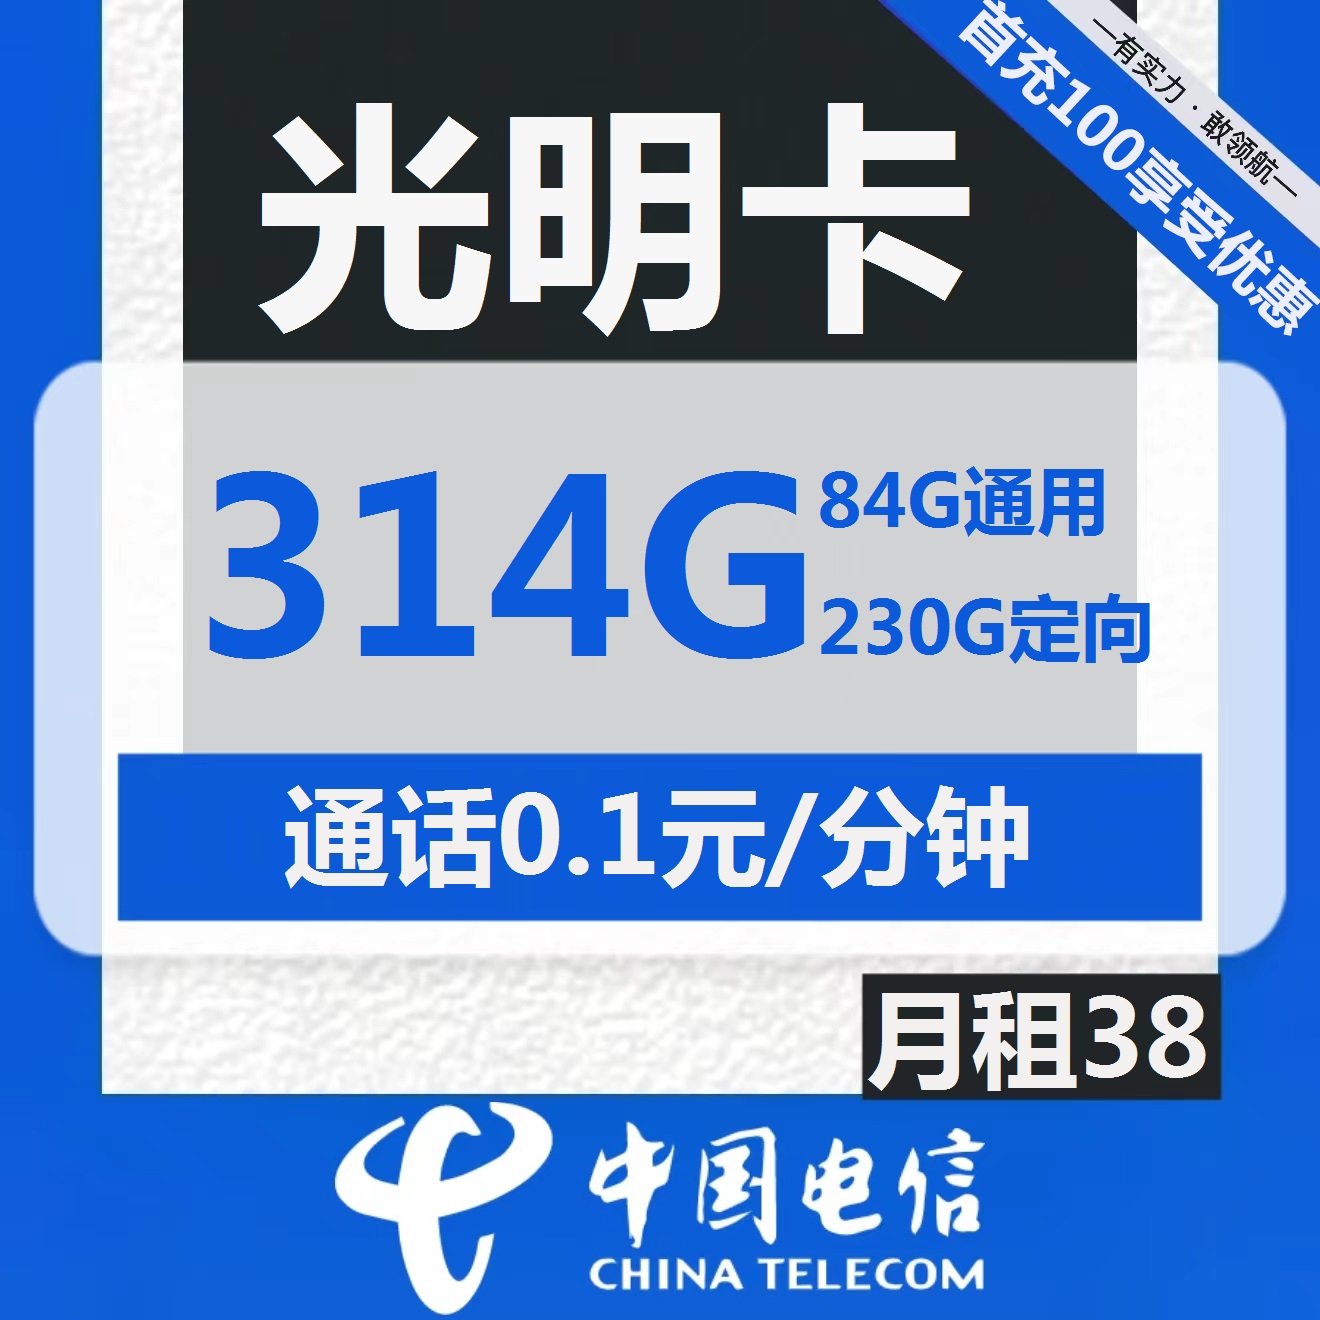 一有实力·敢领航一
首充100享受优惠
光明卡
314G
84G通用
230G定向
通话0.1元/分钟
月租38
中国电信
CHINA TELECOM